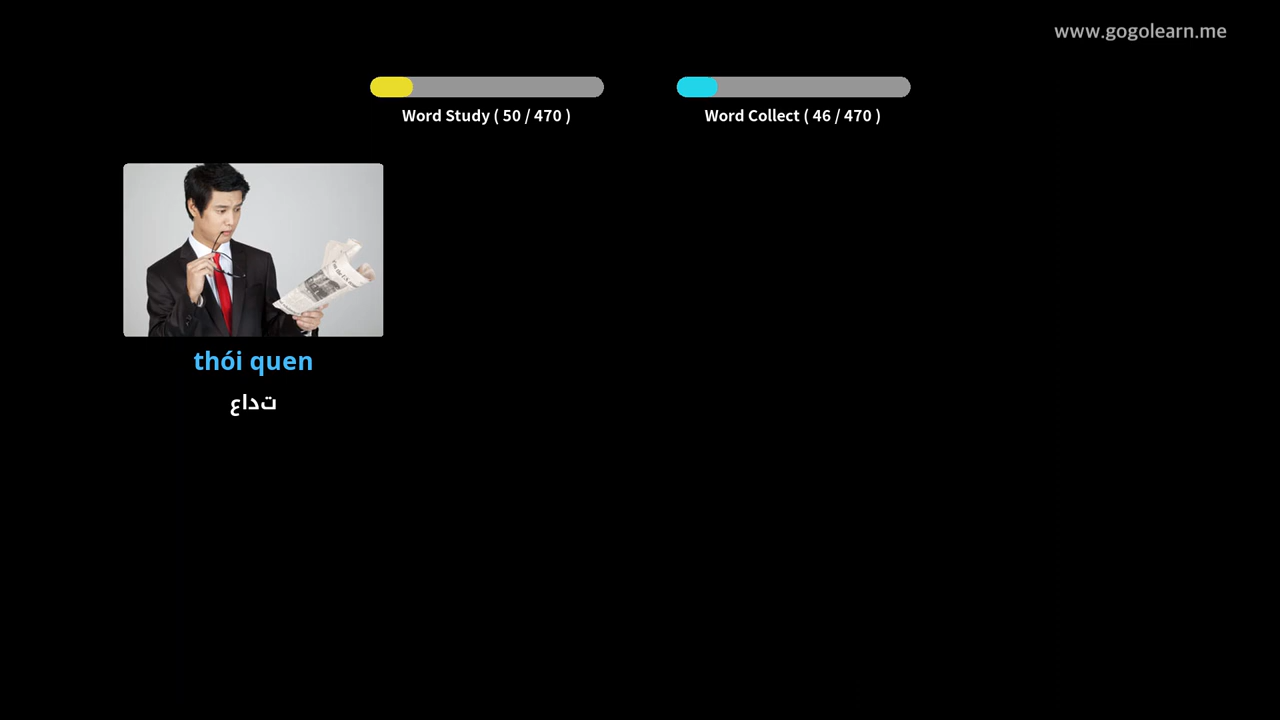 www.gogolearn.me
Word Study ( 50 / 470 )
Word Collect ( 46 / 470 )
thói quen
تداع